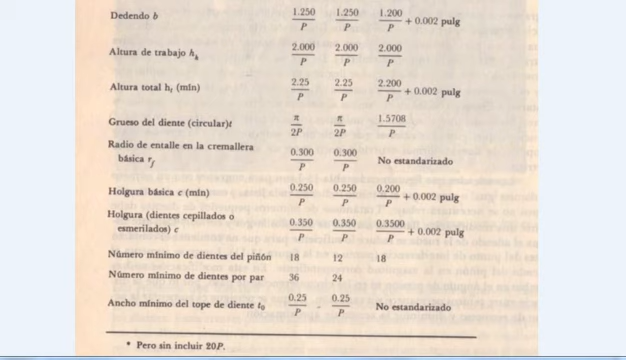 Dedendo b 1.250/P 1.250/P 1.200/P + 0.002 pulg
Altura de trabajo hₖ 2.000/P 2.000/P 2.000/P
Altura total hₜ (mín) 2.25/P 2.25/P 2.200/P + 0.002 pulg
Grueso del diente (circular)t π/2P π/2P 1.5708/P
Radio de entalle en la cremallera
básica r_f 0.300/P 0.300/P No estandarizado
Holgura básica c (mín) 0.250/P 0.250/P 0.200/P + 0.002 pulg
Holgura (dientes cepillados o
esmerilados) c 0.350/P 0.350/P 0.3500/P + 0.002 pulg
Número mínimo de dientes del piñón 18 12 18
Número mínimo de dientes por par 36 24
Ancho mínimo del tope de diente t₀ 0.25/P 0.25/P No estandarizado
* Pero sin incluir 20P.